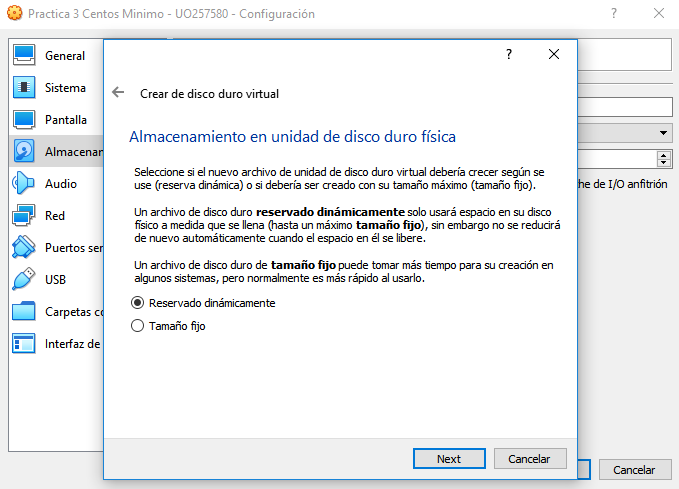 Practica 3 Centos Minimo - UO257580 - Configuración
General
Sistema
Pantalla
Almacenan
Audio
Red
Puertos ser
USB
Carpetas co
Interfaz de
?
Crear de disco duro virtual
Almacenamiento en unidad de disco duro física
Seleccione si el nuevo archivo de unidad de disco duro virtual debería crecer según se
use (reserva dinámica) o si debería ser creado con su tamaño máximo (tamaño fijo).
Un archivo de disco duro reservado dinámicamente solo usará espacio en su disco
físico a medida que se llena (hasta un máximo tamaño fijo), sin embargo no se reducirá
de nuevo automáticamente cuando el espacio en él se libere.
Un archivo de disco duro de tamaño fijo puede tomar más tiempo para su creación en
algunos sistemas, pero normalmente es más rápido al usarlo.
Reservado dinámicamente
Tamaño fijo
Next
Cancelar
?
he de I/O anfitrión
Cancelar